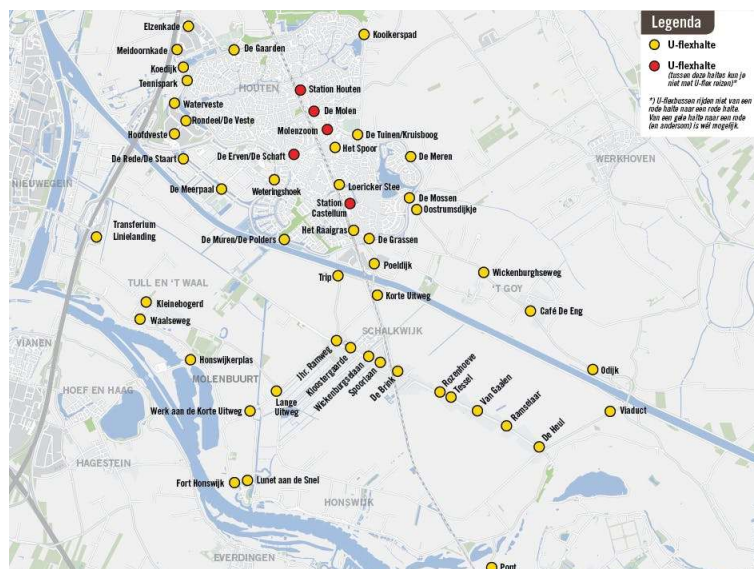 Legenda
U-flexhalte
U-flexhalte
(tussen deze haltes kun je
niet met U-flex reizen)*
*) U-flexbussen rijden niet van een
rode halte naar een rode halte.
Van een gele halte naar een rode
(en andersom) is wél mogelijk.
Elzenkade
Kooikerspad
Meidoornkade
De Gaarden
Koedijk
Tennispark
HOUTEN
Station Houten
Waterveste
De Molen
Rondeel/De Veste
Molenzoom
Hoofdveste
De Tuinen/Kruisboog
Het Spoor
De Rede/De Staart
De Erven/De Schaft
De Meren
WERKHOVEN
NIEUWEGEIN
De Meerpaal
Weteringshoek
Loericker Stee
De Mossen
Station
Castellum
Oostrumsdijkje
Transferium
Linielanding
De Muren/De Polders
Het Raaigras
De Grassen
Poeldijk
Trip
Wickenburghseweg
'T GOY
TULL EN 'T WAAL
Kleinebogerd
Korte Uitweg
Waalseweg
Café De Eng
VIANEN
SCHALKWIJK
Honswijkerplas
Jhr. Ramweg
Kloostergaarde
Wickenburgselaan
Spoorlaan
De Brink
Rozenhoeve
Tessel
Van Gaalen
Ramselaar
De Heul
Odijk
MOLENBUURT
HOEF EN HAAG
Lange
Uitweg
Werk aan de Korte Uitweg
Viaduct
HAGESTEIN
Fort Honswijk
Lunet aan de Snel
HONSWIJK
EVERDINGEN
Pont